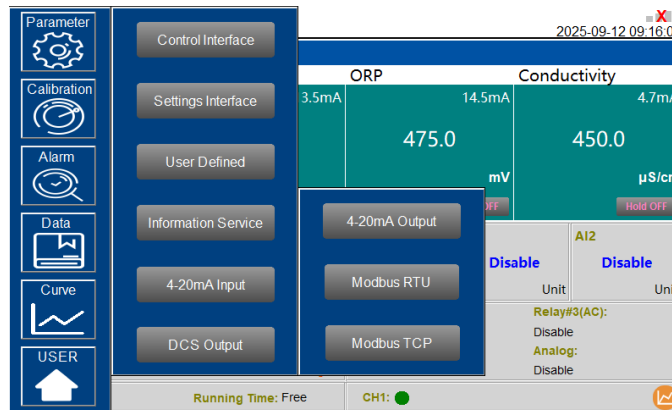 Parameter
Calibration
Alarm
Data
Curve
USER
Control Interface
Settings Interface
User Defined
Information Service
4-20mA Input
DCS Output
4-20mA Output
Modbus RTU
Modbus TCP
X
2025-09-12 09:16:0
ORP
Conductivity
3.5mA
14.5mA
4.7mA
475.0
450.0
mV
µS/cm
Hold OFF
AI2
Disable
Disable
Unit
Uni
Relay#3(AC):
Disable
Analog:
Disable
Running Time: Free
CH1: